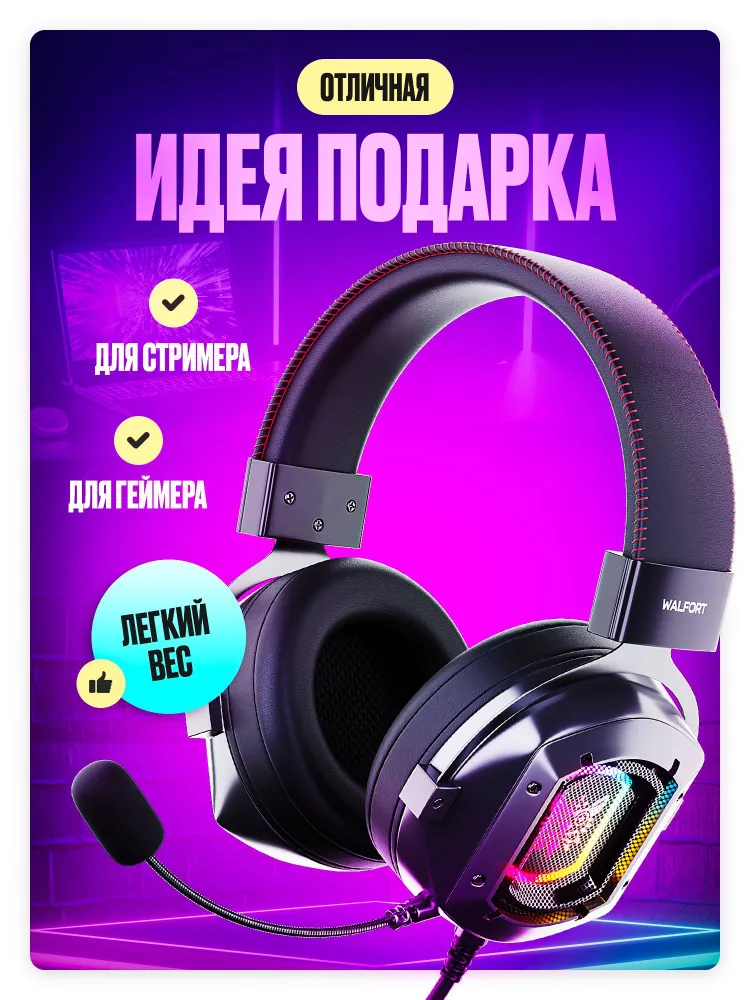 ОТЛИЧНАЯ
ИДЕЯ ПОДАРКА
ДЛЯ СТРИМЕРА
ДЛЯ ГЕЙМЕРА
ЛЕГКИЙ
ВЕС
WALFORT